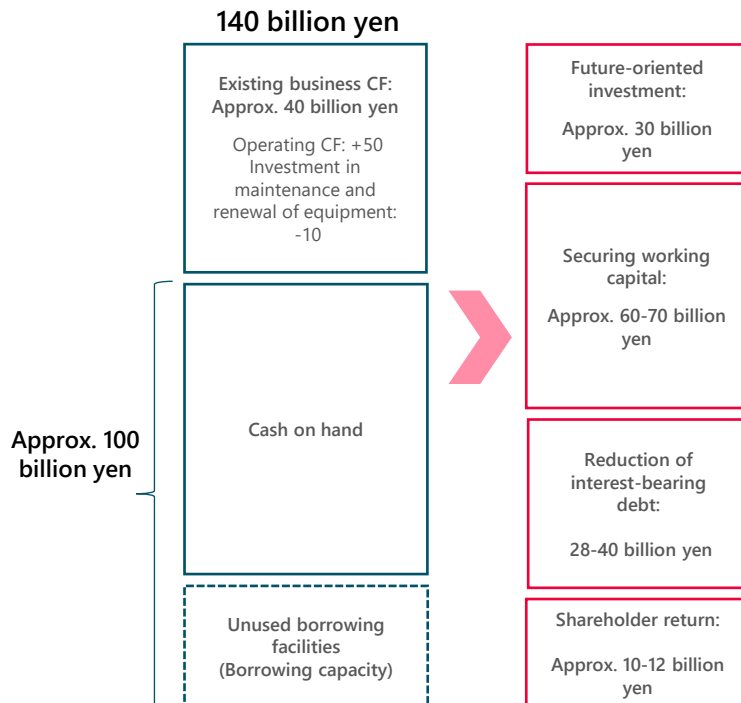 140 billion yen
Existing business CF:
Approx. 40 billion yen
Operating CF: +50
Investment in
maintenance and
renewal of equipment:
-10
Approx. 100
billion yen
Cash on hand
Unused borrowing
facilities
(Borrowing capacity)
Future-oriented
investment:
Approx. 30 billion
yen
Securing working
capital:
Approx. 60-70 billion
yen
Reduction of
interest-bearing
debt:
28-40 billion yen
Shareholder return:
Approx. 10-12 billion
yen